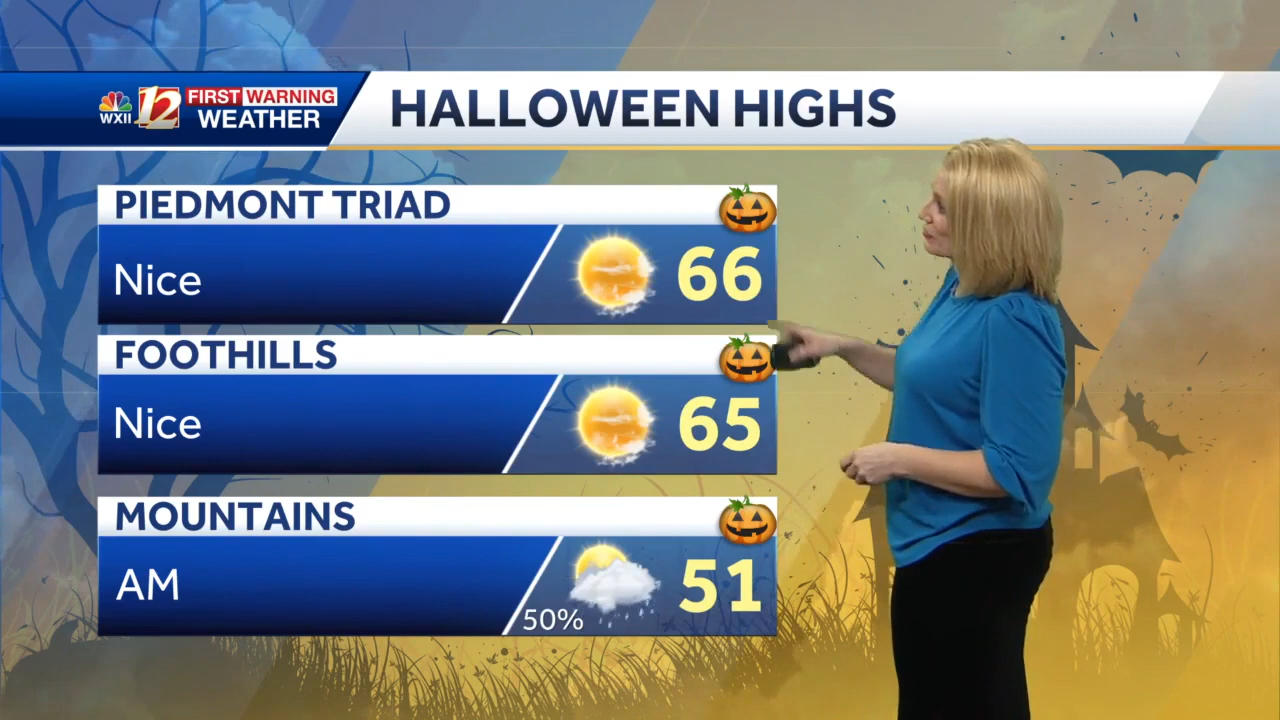 WXII 12 FIRST WARNING
WEATHER
HALLOWEEN HIGHS
PIEDMONT TRIAD
Nice
66
FOOTHILLS
Nice
65
MOUNTAINS
AM
50%
51